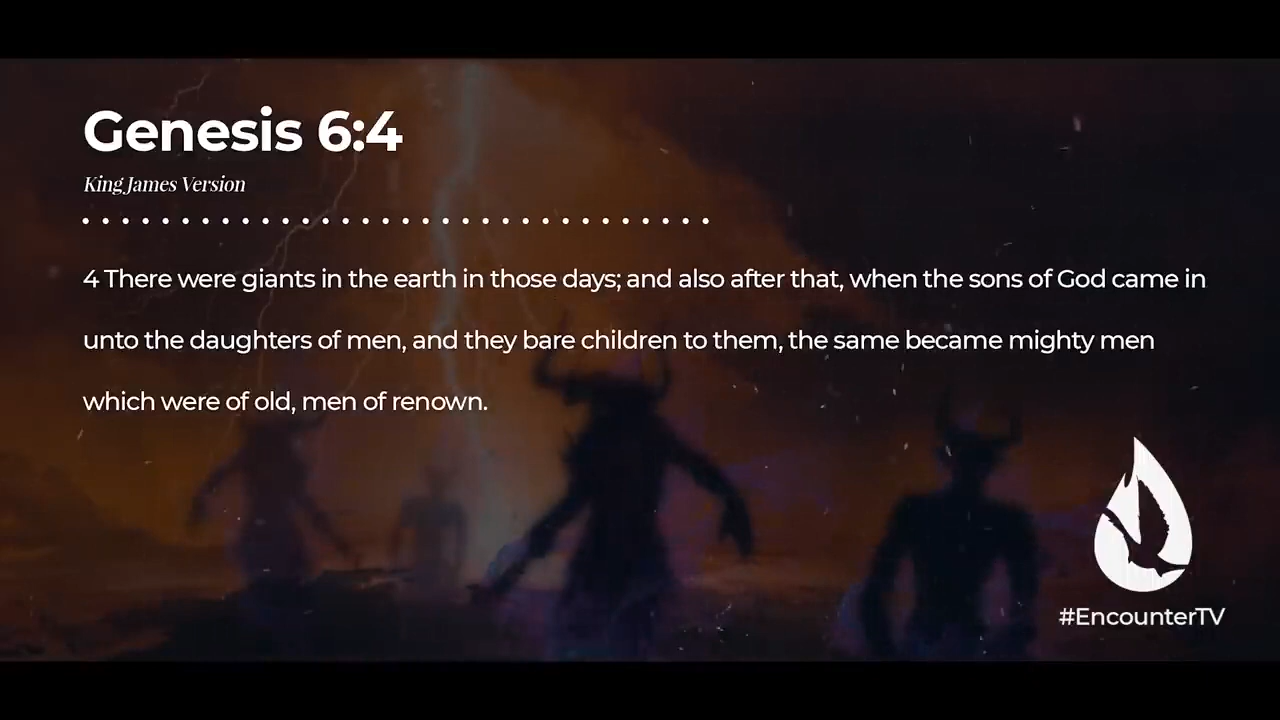 Genesis 6:4
King James Version
4 There were giants in the earth in those days; and also after that, when the sons of God came in
unto the daughters of men, and they bare children to them, the same became mighty men
which were of old, men of renown.
#EncounterTV